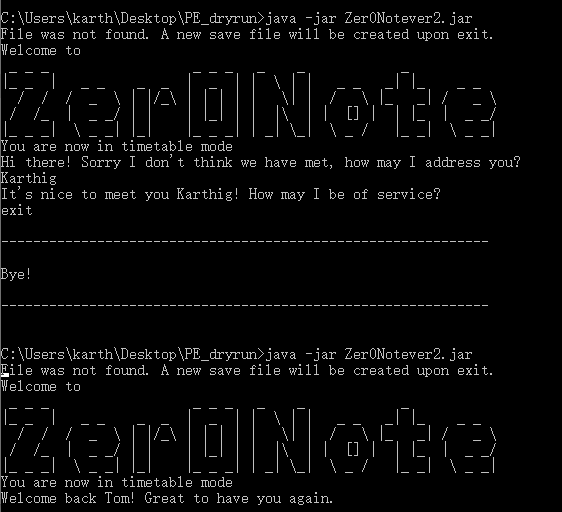 C:\Users\karth\Desktop\PE_dryrun>java -jar Zer0Notever2.jar
File was not found. A new save file will be created upon exit.
Welcome to
Zer0Note
You are now in timetable mode
Hi there! Sorry I don't think we have met, how may I address you?
Karthig
It's nice to meet you Karthig! How may I be of service?
exit
-------------------------------------------------------------
Bye!
-------------------------------------------------------------
C:\Users\karth\Desktop\PE_dryrun>java -jar Zer0Notever2.jar
File was not found. A new save file will be created upon exit.
Welcome to
Zer0Note
You are now in timetable mode
Welcome back Tom! Great to have you again.